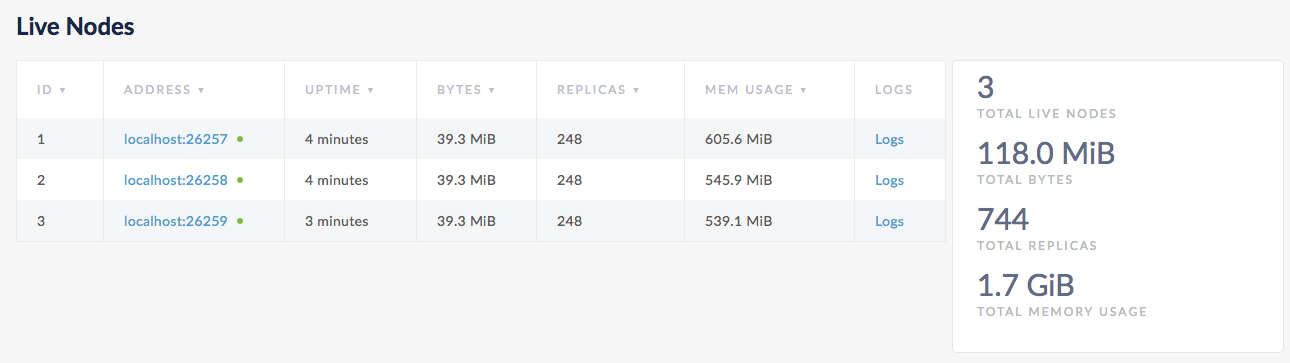 Live Nodes
ID ▼ ADDRESS ▼ UPTIME ▼ BYTES ▼ REPLICAS ▼ MEM USAGE ▼ LOGS
1 localhost:26257 4 minutes 39.3 MiB 248 605.6 MiB Logs
2 localhost:26258 4 minutes 39.3 MiB 248 545.9 MiB Logs
3 localhost:26259 3 minutes 39.3 MiB 248 539.1 MiB Logs
3
TOTAL LIVE NODES
118.0 MiB
TOTAL BYTES
744
TOTAL REPLICAS
1.7 GiB
TOTAL MEMORY USAGE